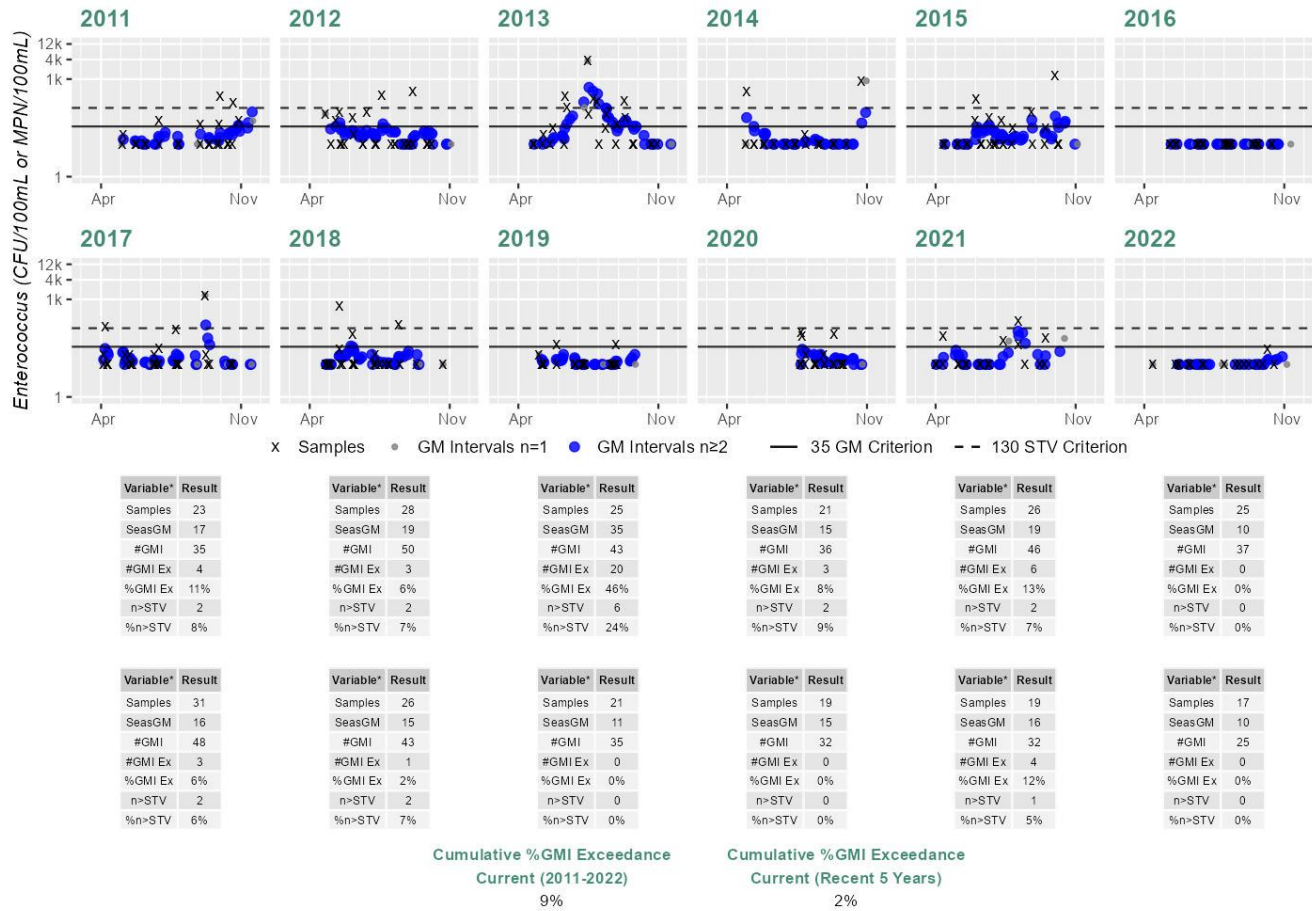 2011 2012 2013 2014 2015 2016
Enterococcus (CFU/100mL or MPN/100mL)
12k
4k
1k
1
Apr Nov Apr Nov Apr Nov Apr Nov Apr Nov Apr Nov
2017 2018 2019 2020 2021 2022
12k
4k
1k
1
Apr Nov Apr Nov Apr Nov Apr Nov Apr Nov Apr Nov
x Samples GM Intervals n=1 GM Intervals n≥2 35 GM Criterion 130 STV Criterion
Variable* Result Variable* Result Variable* Result Variable* Result Variable* Result Variable* Result
Samples 23 Samples 28 Samples 25 Samples 21 Samples 26 Samples 25
SeasGM 17 SeasGM 19 SeasGM 35 SeasGM 15 SeasGM 19 SeasGM 10
#GMI 35 #GMI 50 #GMI 43 #GMI 36 #GMI 46 #GMI 37
#GMI Ex 4 #GMI Ex 3 #GMI Ex 20 #GMI Ex 3 #GMI Ex 6 #GMI Ex 0
%GMI Ex 11% %GMI Ex 6% %GMI Ex 46% %GMI Ex 8% %GMI Ex 13% %GMI Ex 0%
n>STV 2 n>STV 2 n>STV 6 n>STV 2 n>STV 2 n>STV 0
%n>STV 8% %n>STV 7% %n>STV 24% %n>STV 9% %n>STV 7% %n>STV 0%
Variable* Result Variable* Result Variable* Result Variable* Result Variable* Result Variable* Result
Samples 31 Samples 26 Samples 21 Samples 19 Samples 19 Samples 17
SeasGM 16 SeasGM 15 SeasGM 11 SeasGM 15 SeasGM 16 SeasGM 10
#GMI 48 #GMI 43 #GMI 35 #GMI 32 #GMI 32 #GMI 25
#GMI Ex 3 #GMI Ex 1 #GMI Ex 0 #GMI Ex 0 #GMI Ex 4 #GMI Ex 0
%GMI Ex 6% %GMI Ex 2% %GMI Ex 0% %GMI Ex 0% %GMI Ex 12% %GMI Ex 0%
n>STV 2 n>STV 2 n>STV 0 n>STV 0 n>STV 1 n>STV 0
%n>STV 6% %n>STV 7% %n>STV 0% %n>STV 0% %n>STV 5% %n>STV 0%
Cumulative %GMI Exceedance Cumulative %GMI Exceedance
Current (2011-2022) Current (Recent 5 Years)
9% 2%